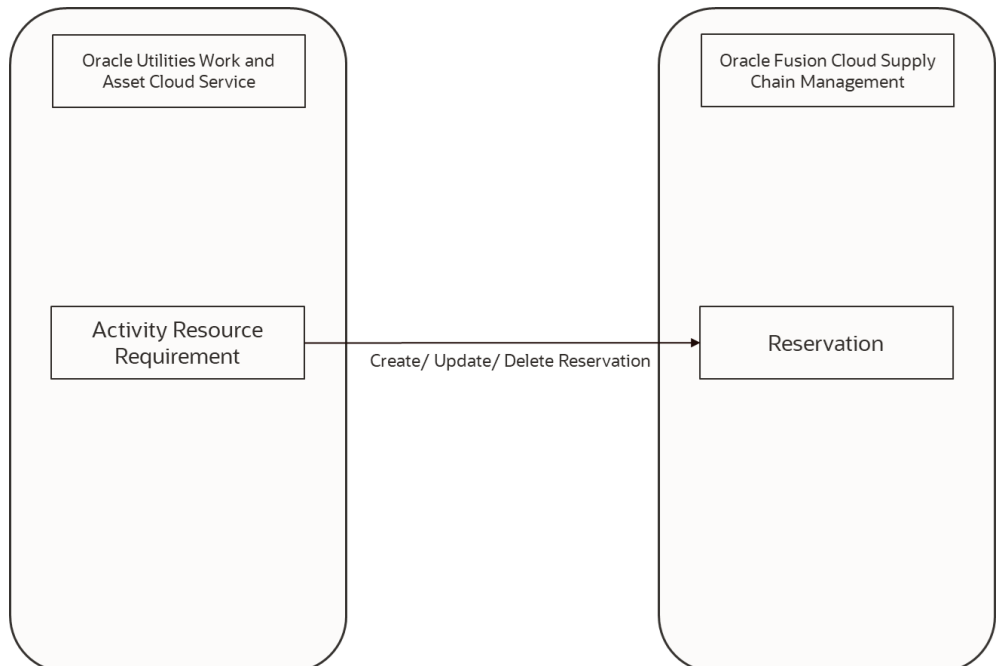 Oracle Utilities Work and
Asset Cloud Service
Oracle Fusion Cloud Supply
Chain Management
Activity Resource
Requirement
Create/ Update/ Delete Reservation
Reservation